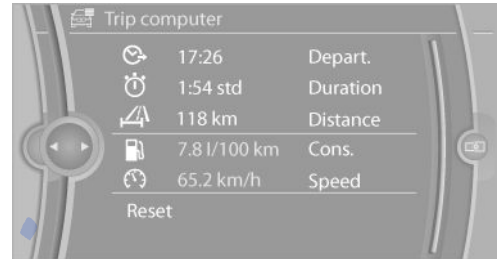 Trip computer
17:26 Depart.
1:54 std Duration
118 km Distance
7.8 l/100 km Cons.
65.2 km/h Speed
Reset